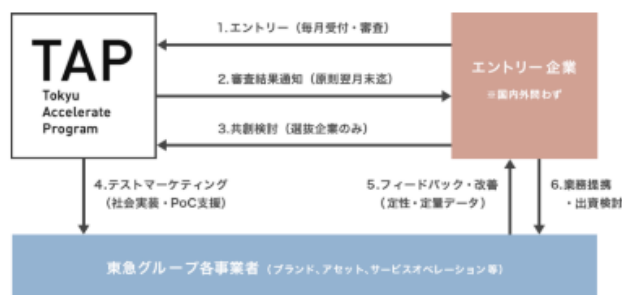 TAP
Tokyu
Accelerate
Program
1.エントリー（毎月受付・審査）
2.審査結果通知（原則翌月末迄）
3.共創検討（選抜企業のみ）
エントリー企業
※国内外問わず
4.テストマーケティング
（社会実装・PoC支援）
5.フィードバック・改善
（定性・定量データ）
6.業務提携
・出資検討
東急グループ各事業者（ブランド、アセット、サービスオペレーション等）